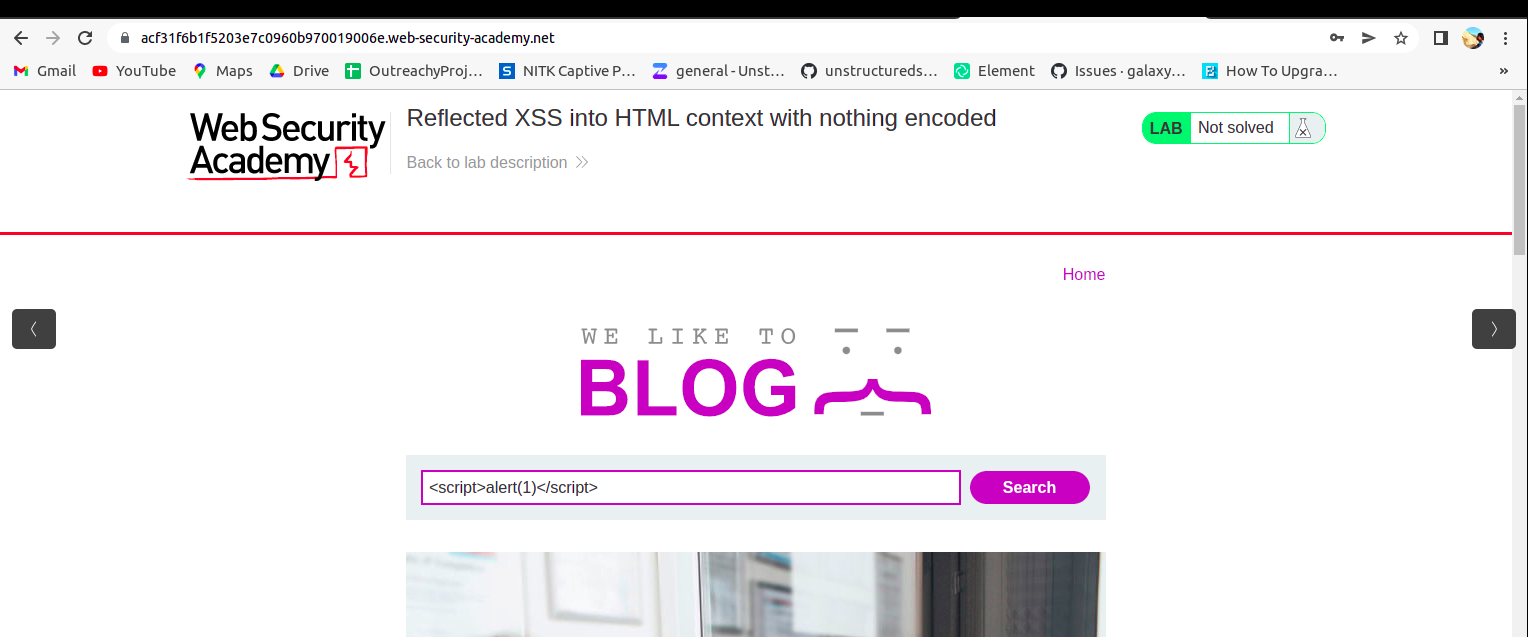 acf31f6b1f5203e7c0960b970019006e.web-security-academy.net
Gmail YouTube Maps Drive OutreachyProj... NITK Captive P... general - Unst... unstructureds... Element Issues · galaxy... How To Upgra... »
Web Security
Academy
Reflected XSS into HTML context with nothing encoded
LAB Not solved
Back to lab description
Home
WE LIKE TO
BLOG
<script>alert(1)</script> Search